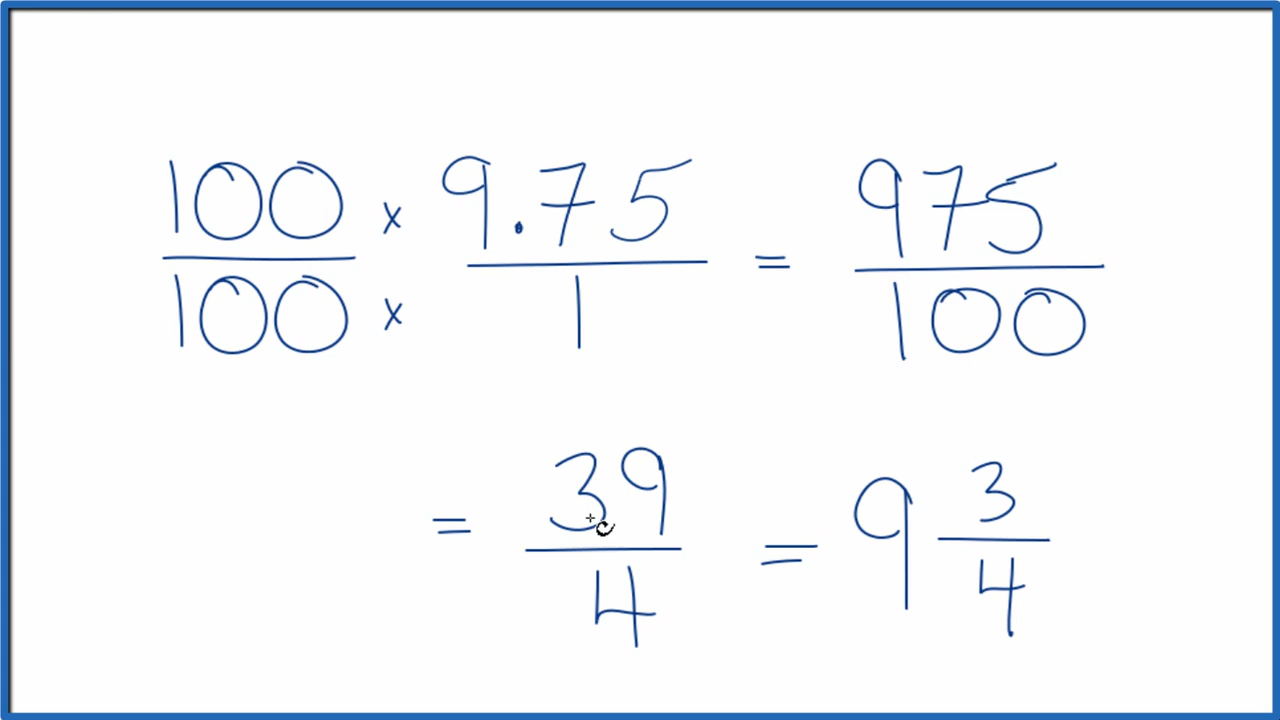 100/100 × 9.75/1 = 975/100
= 39/4 = 9 3/4